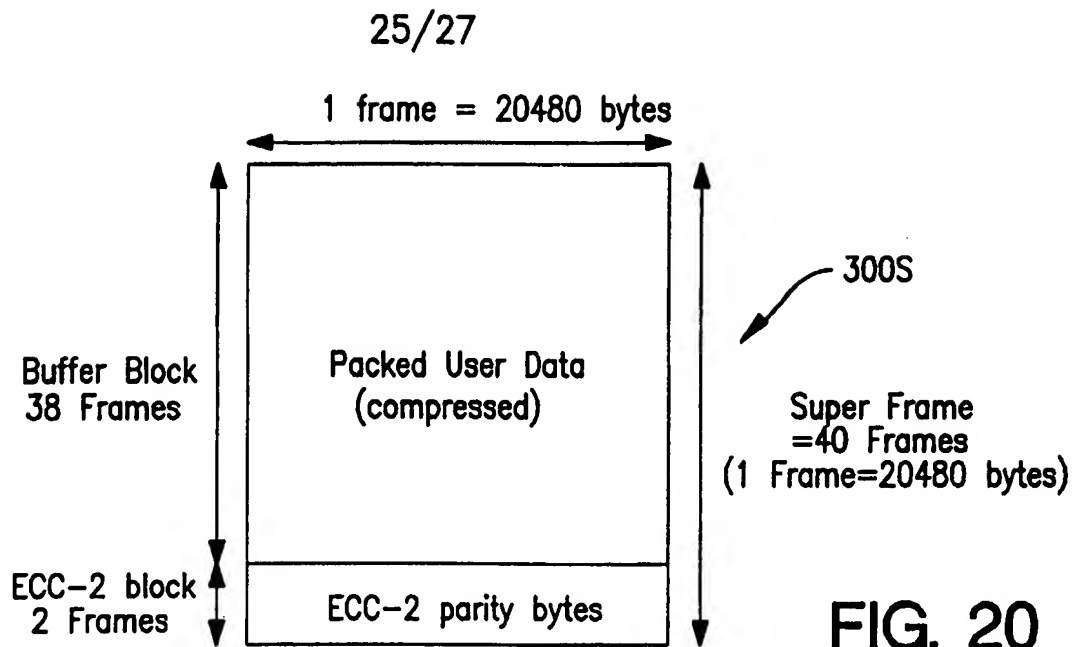 25/27
1 frame = 20480 bytes
300S
Buffer Block
38 Frames
Packed User Data
(compressed)
Super Frame
=40 Frames
(1 Frame=20480 bytes)
ECC-2 block
2 Frames
ECC-2 parity bytes
FIG. 20